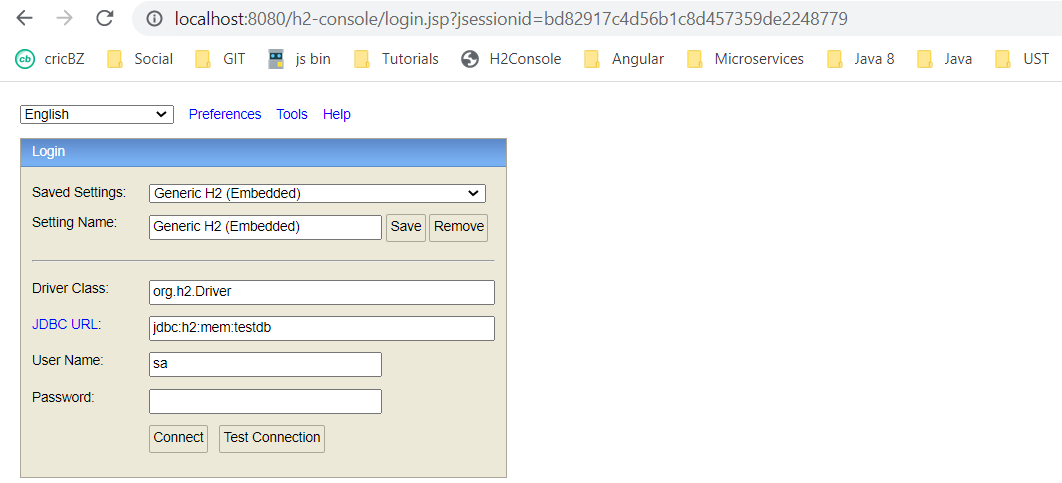 localhost:8080/h2-console/login.jsp?jsessionid=bd82917c4d56b1c8d457359de2248779
cb cricBZ Social GIT js bin Tutorials H2Console Angular Microservices Java 8 Java UST
English Preferences Tools Help
Login
Saved Settings: Generic H2 (Embedded)
Setting Name: Generic H2 (Embedded) Save Remove
Driver Class: org.h2.Driver
JDBC URL: jdbc:h2:mem:testdb
User Name: sa
Password:
Connect Test Connection